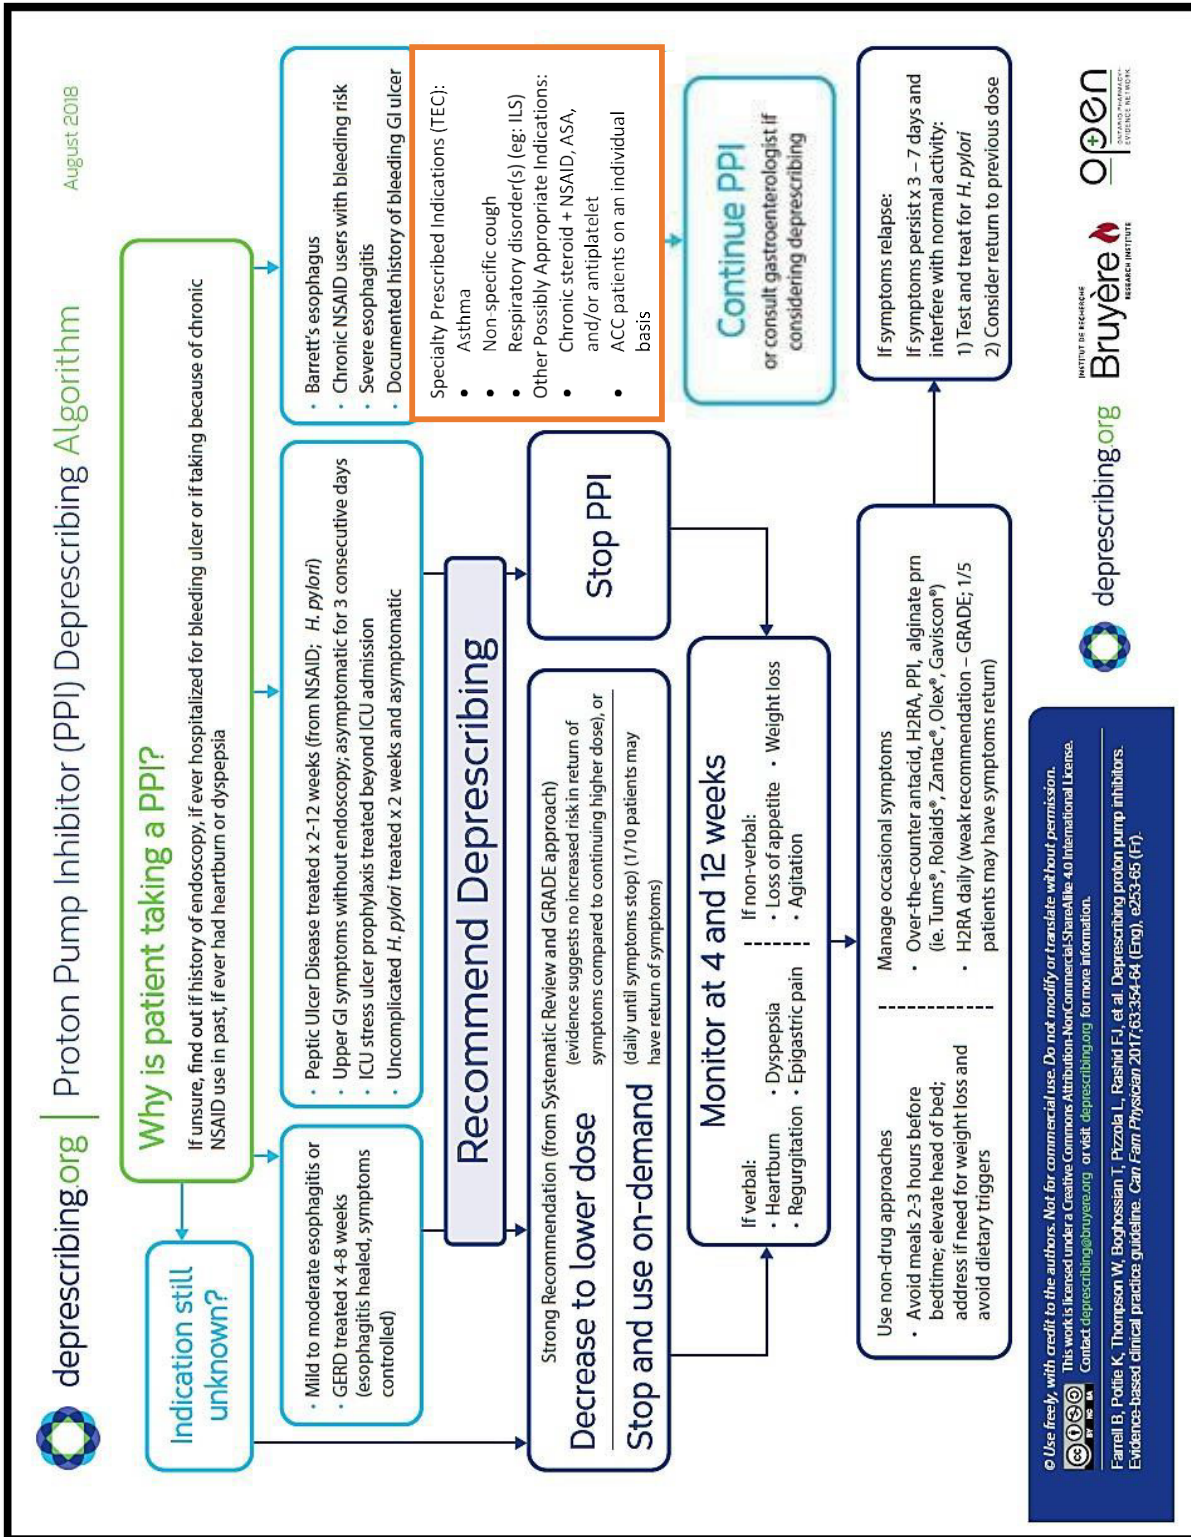 deprescribing.org | Proton Pump Inhibitor (PPI) Deprescribing Algorithm
August 2018
Why is patient taking a PPI?
If unsure, find out if history of endoscopy, if ever hospitalized for bleeding ulcer or if taking because of chronic
NSAID use in past, if ever had heartburn or dyspepsia
Indication still
unknown?
• Mild to moderate esophagitis or
• GERD treated x 4-8 weeks
(esophagitis healed, symptoms
controlled)
• Peptic Ulcer Disease treated x 2-12 weeks (from NSAID; H. pylori)
• Upper GI symptoms without endoscopy; asymptomatic for 3 consecutive days
• ICU stress ulcer prophylaxis treated beyond ICU admission
• Uncomplicated H. pylori treated x 2 weeks and asymptomatic
• Barrett's esophagus
• Chronic NSAID users with bleeding risk
• Severe esophagitis
• Documented history of bleeding GI ulcer
Specialty Prescribed Indications (TEC):
• Asthma
• Non-specific cough
• Respiratory disorder(s) (eg: ILS)
Other Possibly Appropriate Indications:
• Chronic steroid + NSAID, ASA,
and/or antiplatelet
• ACC patients on an individual
basis
Recommend Deprescribing
Strong Recommendation (from Systematic Review and GRADE approach)
Decrease to lower dose
(evidence suggests no increased risk in return of
symptoms compared to continuing higher dose), or
Stop and use on-demand
(daily until symptoms stop) (1/10 patients may
have return of symptoms)
Stop PPI
Continue PPI
or consult gastroenterologist if
considering deprescribing
Monitor at 4 and 12 weeks
If verbal:
• Heartburn • Dyspepsia
• Regurgitation • Epigastric pain
If non-verbal:
• Loss of appetite • Weight loss
• Agitation
Use non-drug approaches
• Avoid meals 2-3 hours before
bedtime; elevate head of bed;
address if need for weight loss and
avoid dietary triggers
Manage occasional symptoms
• Over-the-counter antacid, H2RA, PPI, alginate prn
(ie. Tums®, Rolaids®, Zantac®, Olex®, Gaviscon®)
• H2RA daily (weak recommendation – GRADE; 1/5
patients may have symptoms return)
If symptoms relapse:
If symptoms persist x 3 – 7 days and
interfere with normal activity:
1) Test and treat for H. pylori
2) Consider return to previous dose
© Use freely, with credit to the authors. Not for commercial use. Do not modify or translate without permission.
cc BY NC SA
This work is licensed under a Creative Commons Attribution-NonCommercial-ShareAlike 4.0 International License.
Contact deprescribing@bruyere.org or visit deprescribing.org for more information.
Farrell B, Pottie K, Thompson W, Boghossian T, Pizzola L, Rashid FJ, et al. Deprescribing proton pump inhibitors.
Evidence-based clinical practice guideline. Can Fam Physician 2017;63:354-64 (Eng), e253-65 (Fr).
deprescribing.org
INSTITUT DE RECHERCHE
Bruyère
RESEARCH INSTITUTE
open
ONTARIO PHARMACY
EVIDENCE NETWORK